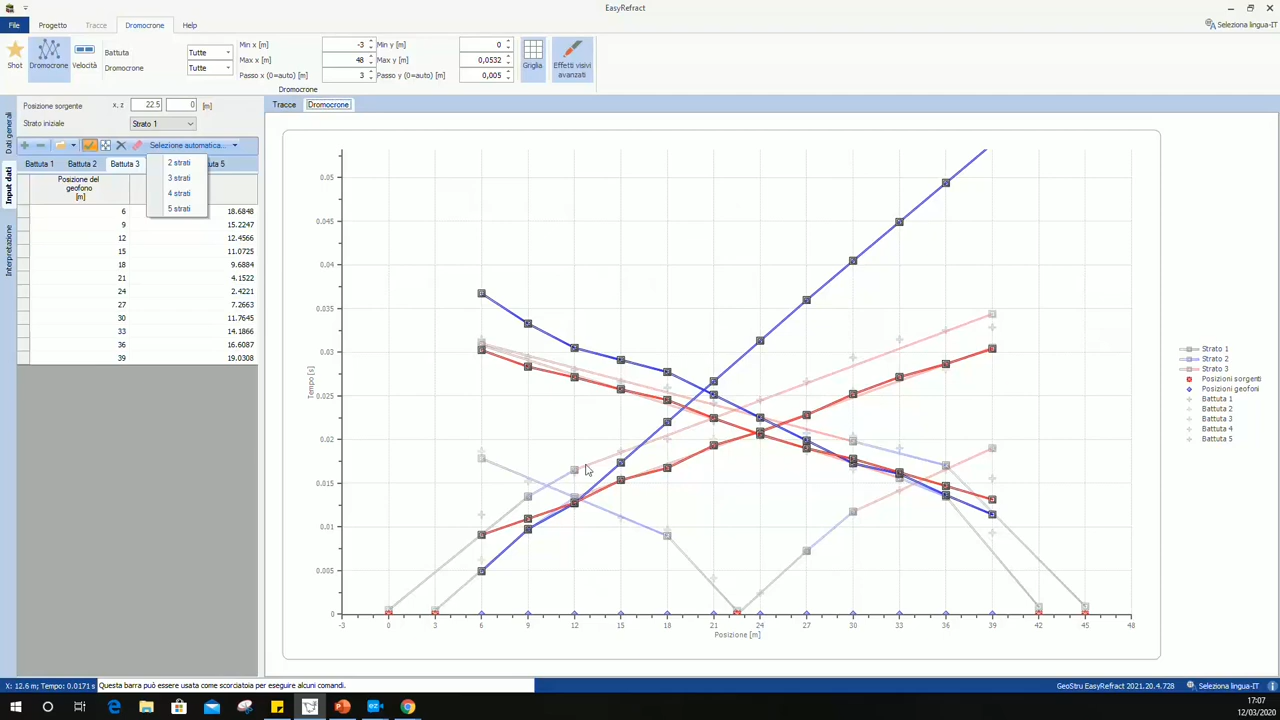 EasyRefract
File Progetto Tracce Dromocrone Help
Seleziona lingua-IT
Shot
Dromocrone
Velocità
Battuta Tutte
Dromocrone Tutte
Min x [m] -3
Max x [m] 48
Passo x (0=auto) [m] 3
Min y [m] 0
Max y [m] 0,0532
Passo y (0=auto) [m] 0,005
Griglia
Effetti visivi
avanzati
Dromocrone
Dati generali
Input dati
Interpretazione
Posizione sorgente x, z 22.5 0 [m]
Strato iniziale Strato 1
Selezione automatica...
Battuta 1 Battuta 2 Battuta 3 uta 5
2 strati
3 strati
4 strati
5 strati
Posizione del
geofono
[m]
6 18.6848
9 15.2247
12 12.4566
15 11.0725
18 9.6884
21 4.1522
24 2.4221
27 7.2663
30 11.7645
33 14.1866
36 16.6087
39 19.0308
Tracce Dromocrone
0.05
0.045
0.04
0.035
0.03
0.025
0.02
0.015
0.01
0.005
0
Tempo [s]
-3 0 3 6 9 12 15 18 21 24 27 30 33 36 39 42 45 48
Posizione [m]
Strato 1
Strato 2
Strato 3
Posizioni sorgenti
Posizioni geofoni
Battuta 1
Battuta 2
Battuta 3
Battuta 4
Battuta 5
X: 12.6 m; Tempo: 0.0171 s
Questa barra può essere usata come scorciatoia per eseguire alcuni comandi.
GeoStru EasyRefract 2021.20.4.728
Seleziona lingua-IT
17:07
12/03/2020